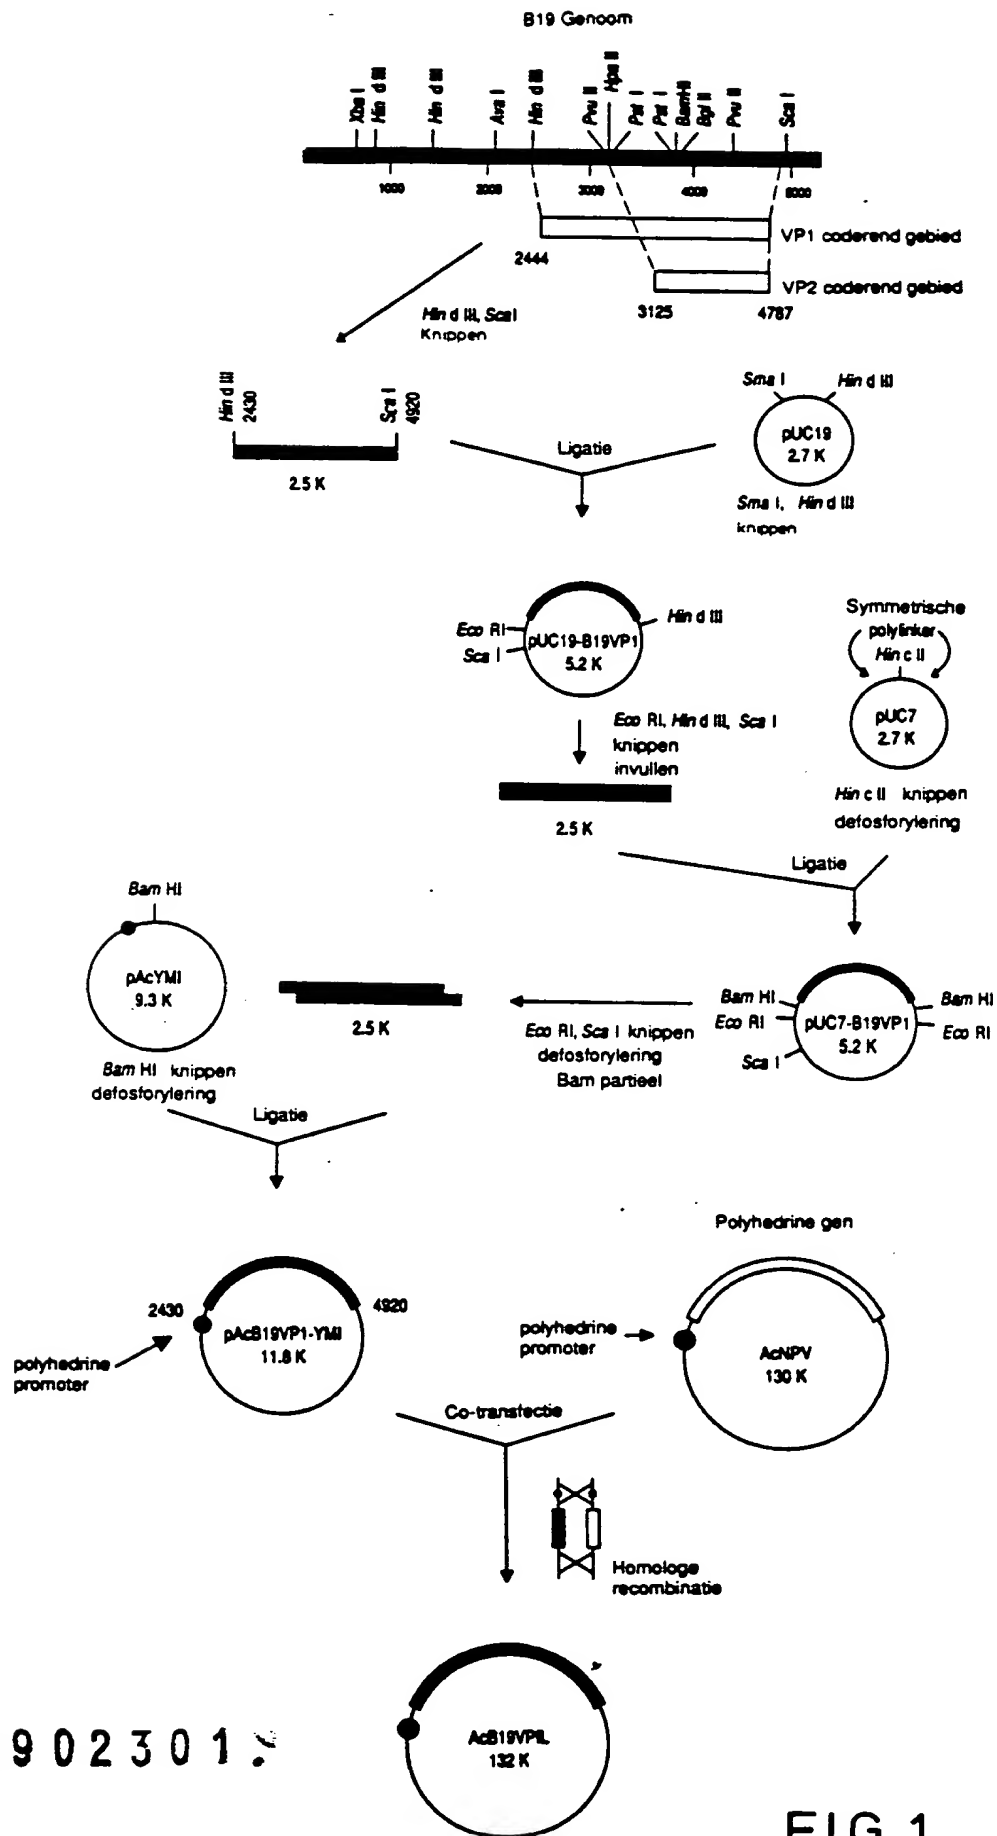 B19 Genoom
Xba I
Hin d III
Hin d III
Ava I
Hin d III
Pvu II
Hpa II
Pst I
Pst I
BamHI
Bgl II
Pvu II
Sca I
1000
2000
3000
4000
5000
VP1 coderend gebied
2444
VP2 coderend gebied
3125
4787
Hin d III, Sca I
Knippen
Hin d III
2430
Sca I
4920
2.5 K
Ligatie
Sma I
Hin d III
pUC19
2.7 K
Sma I, Hin d III
knippen
Eco RI
Sca I
Hin d III
pUC19-B19VP1
5.2 K
Symmetrische
polylinker
Hin c II
pUC7
2.7 K
Eco RI, Hin d III, Sca I
knippen
invullen
2.5 K
Hin c II knippen
defosforylering
Ligatie
Bam HI
pAcYMI
9.3 K
Bam HI knippen
defosforylering
2.5 K
Eco RI, Sca I knippen
defosforylering
Bam partieel
Bam HI
Eco RI
Sca I
pUC7-B19VP1
5.2 K
Bam HI
Eco RI
Ligatie
2430
4920
pAcB19VP1-YMI
11.8 K
polyhedrine
promoter
Polyhedrine gen
polyhedrine
promoter
AcNPV
130 K
Co-transfectie
Homologe
recombinatie
AcB19VPIL
132 K
902301
FIG.1